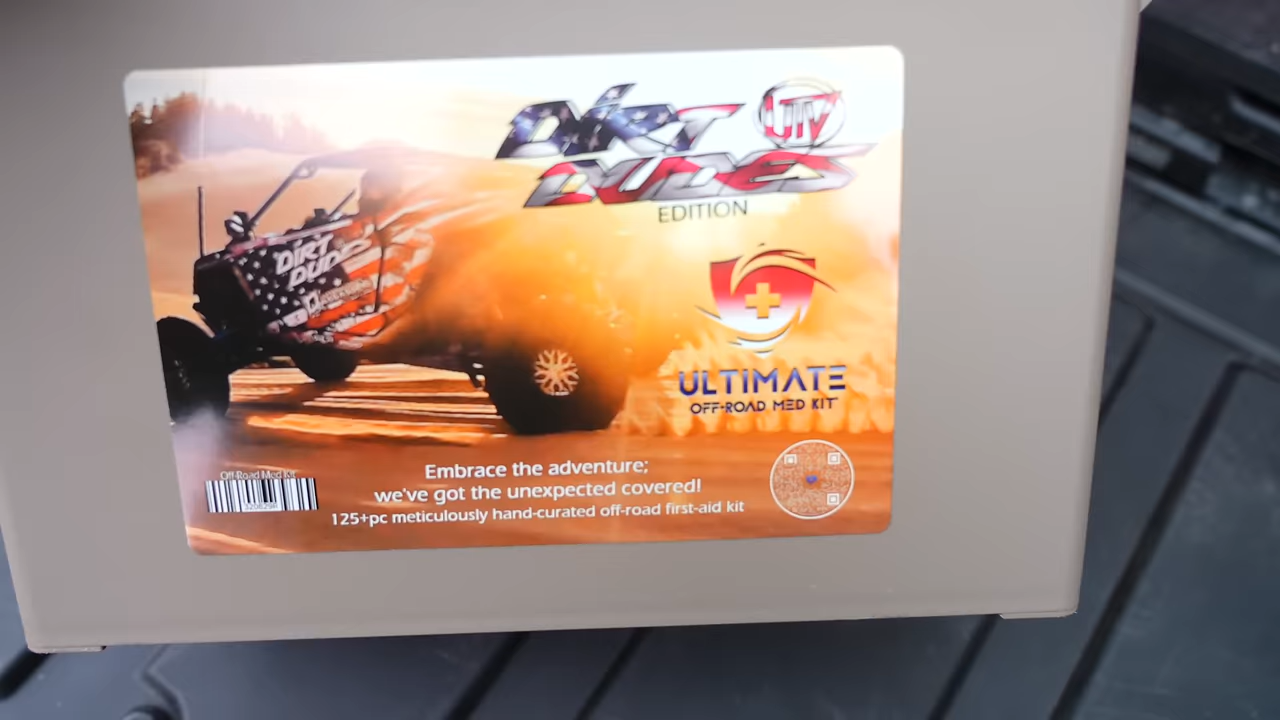 DIRT UTV
DUDES
EDITION
DIRT
DUDES
ULTIMATE
OFF-ROAD MED KIT
Off-Road Med Kit
Embrace the adventure;
we've got the unexpected covered!
125+pc meticulously hand-curated off-road first-aid kit